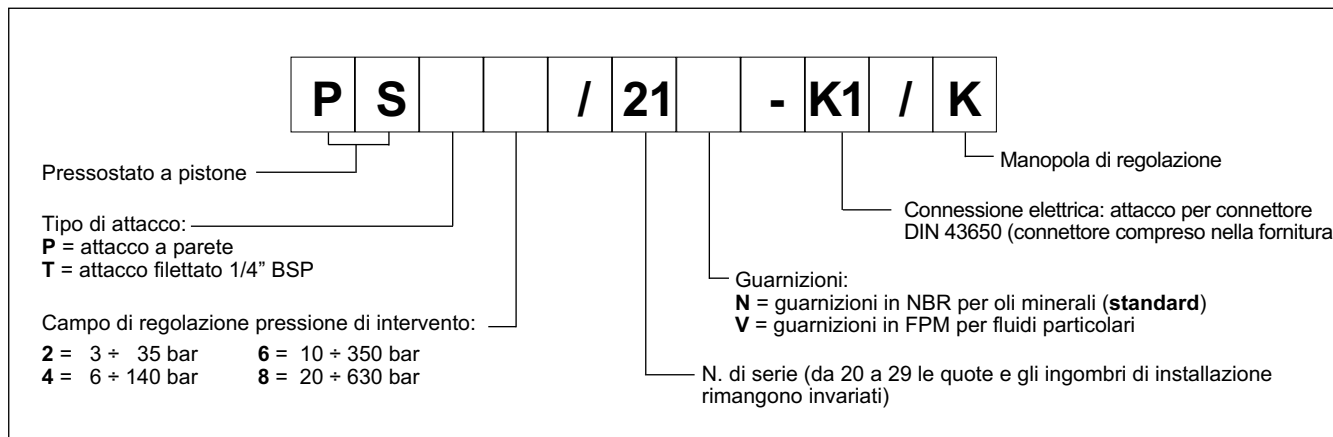 P S / 21 - K1 / K
Pressostato a pistone
Manopola di regolazione
Tipo di attacco:
P = attacco a parete
T = attacco filettato 1/4” BSP
Connessione elettrica: attacco per connettore
DIN 43650 (connettore compreso nella fornitura
Guarnizioni:
N = guarnizioni in NBR per oli minerali (standard)
V = guarnizioni in FPM per fluidi particolari
Campo di regolazione pressione di intervento:
2 = 3 ÷ 35 bar 6 = 10 ÷ 350 bar
4 = 6 ÷ 140 bar 8 = 20 ÷ 630 bar
N. di serie (da 20 a 29 le quote e gli ingombri di installazione
rimangono invariati)